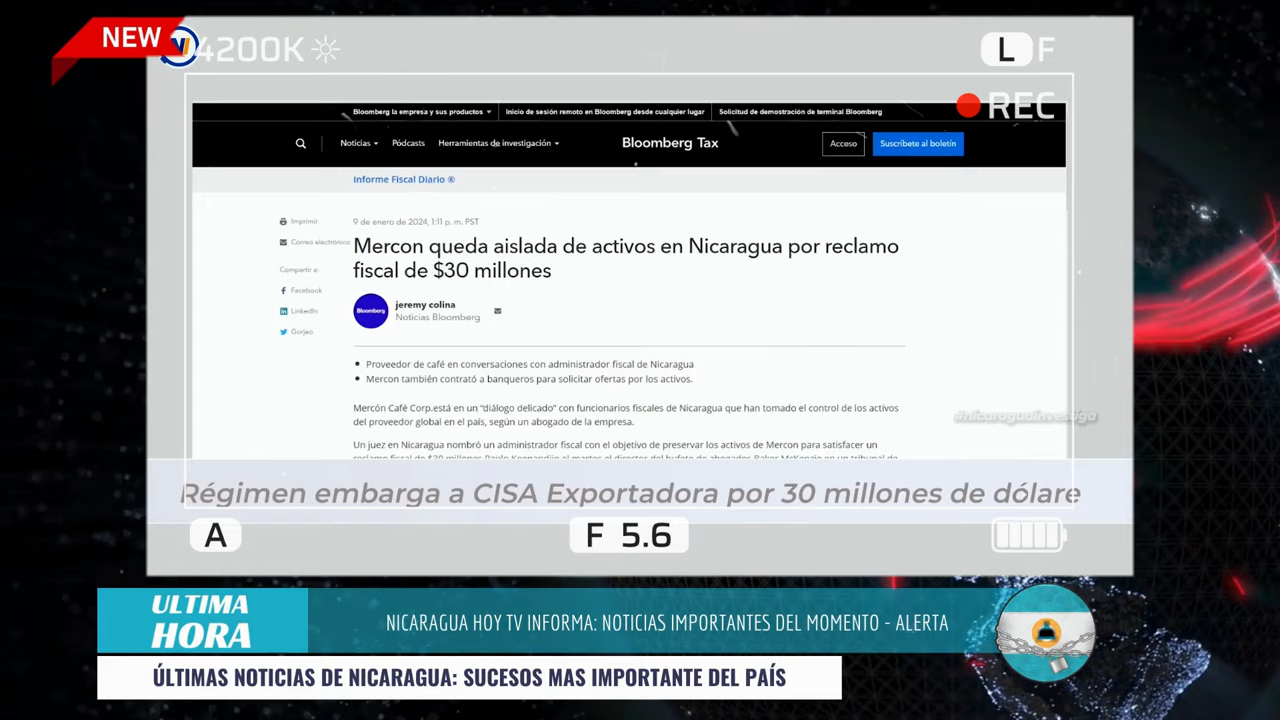 NEW
4200K
L F
REC
Bloomberg la empresa y sus productos
Inicio de sesión remoto en Bloomberg desde cualquier lugar
Solicitud de demostración de terminal Bloomberg
Noticias
Pódcasts
Herramientas de investigación
Bloomberg Tax
Acceso
Suscríbete al boletín
Informe Fiscal Diario ®
Imprimir
9 de enero de 2024, 1:11 p. m. PST
Correo electrónico
Mercon queda aislada de activos en Nicaragua por reclamo
fiscal de $30 millones
Compartir a:
Facebook
LinkedIn
Gorjeo
Bloomberg
jeremy colina
Noticias Bloomberg
Proveedor de café en conversaciones con administrador fiscal de Nicaragua
Mercon también contrató a banqueros para solicitar ofertas por los activos.
Mercón Café Corp.está en un "diálogo delicado" con funcionarios fiscales de Nicaragua que han tomado el control de los activos
del proveedor global en el país, según un abogado de la empresa.
#nicaraguainvestiga
Un juez en Nicaragua nombró un administrador fiscal con el objetivo de preservar los activos de Mercon para satisfacer un
Régimen embarga a CISA Exportadora por 30 millones de dólare
A
F 5.6
ULTIMA
HORA
NICARAGUA HOY TV INFORMA: NOTICIAS IMPORTANTES DEL MOMENTO - ALERTA
ÚLTIMAS NOTICIAS DE NICARAGUA: SUCESOS MAS IMPORTANTE DEL PAÍS